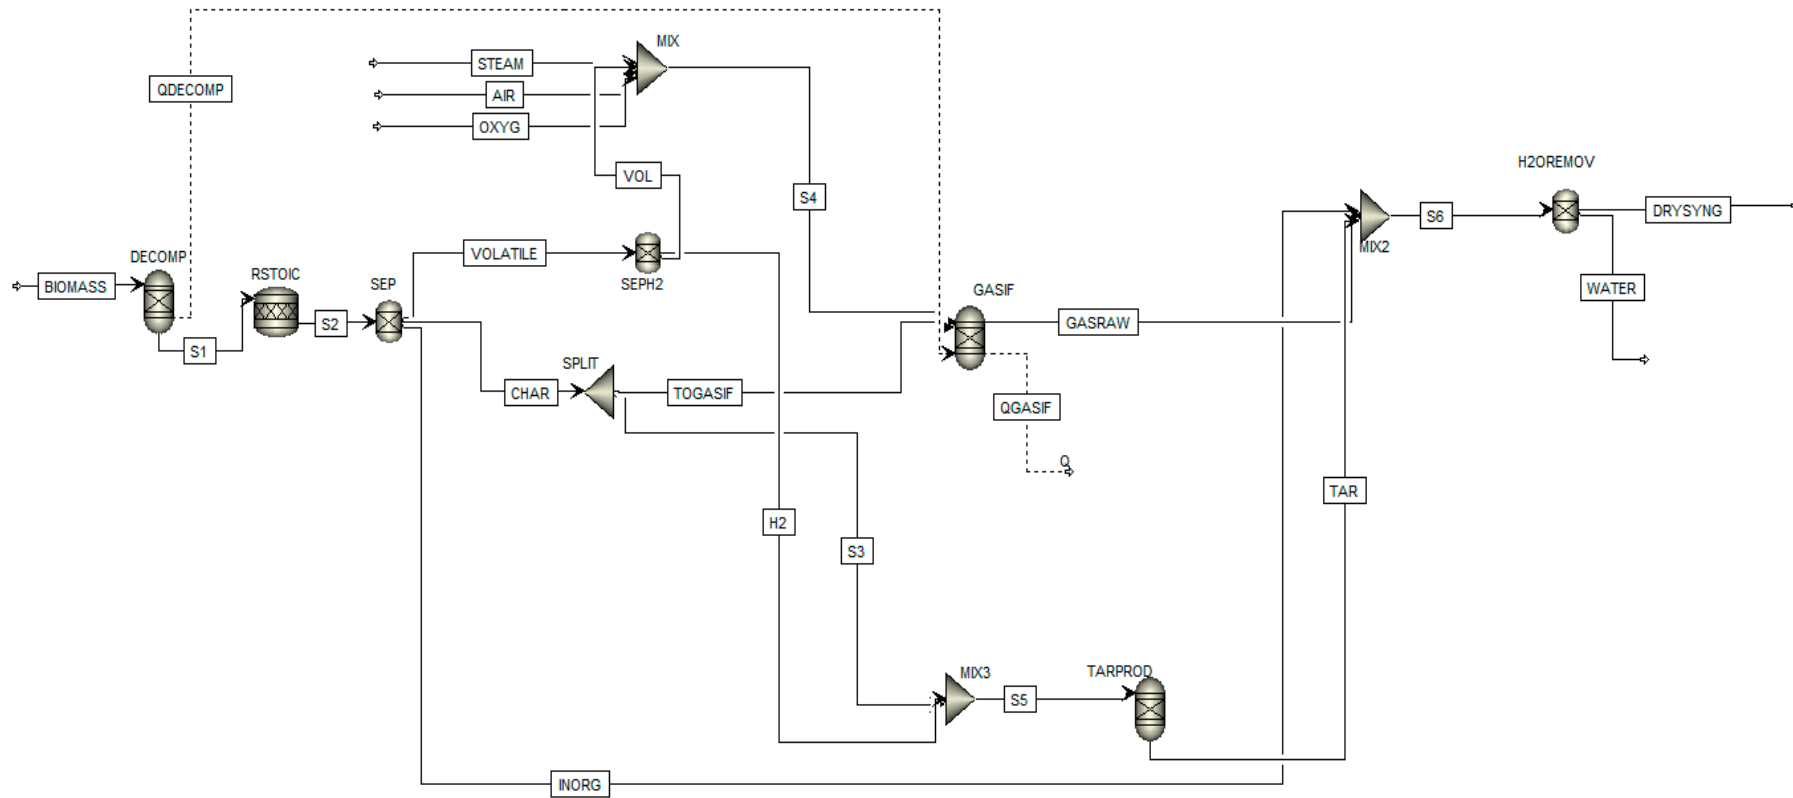 MIX
STEAM
QDECOMP
AIR
OXYG
H2OREMOV
VOL
S4
DRYSYNG
S6
MIX2
VOLATILE
DECOMP
RSTOIC
SEP
SEPH2
BIOMASS
WATER
GASIF
S2
GASRAW
S1
SPLIT
CHAR
TOGASIF
QGASIF
Q
TAR
H2
S3
MIX3
TARPROD
S5
INORG